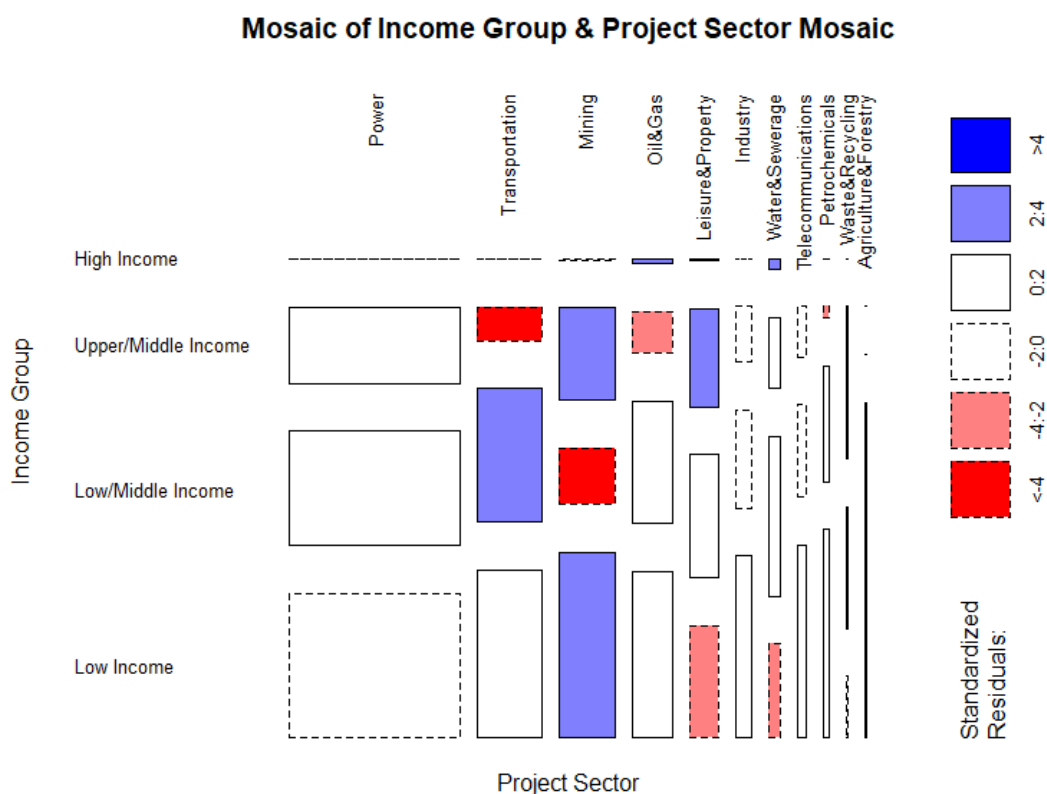 Mosaic of Income Group & Project Sector Mosaic
Power
Transportation
Mining
Oil&Gas
Leisure&Property
Industry
Water&Sewerage
Telecommunications
Petrochemicals
Waste&Recycling
Agriculture&Forestry
High Income
Upper/Middle Income
Low/Middle Income
Low Income
Income Group
Project Sector
>4
2:4
0:2
-2:0
-4:-2
<-4
Standardized
Residuals: